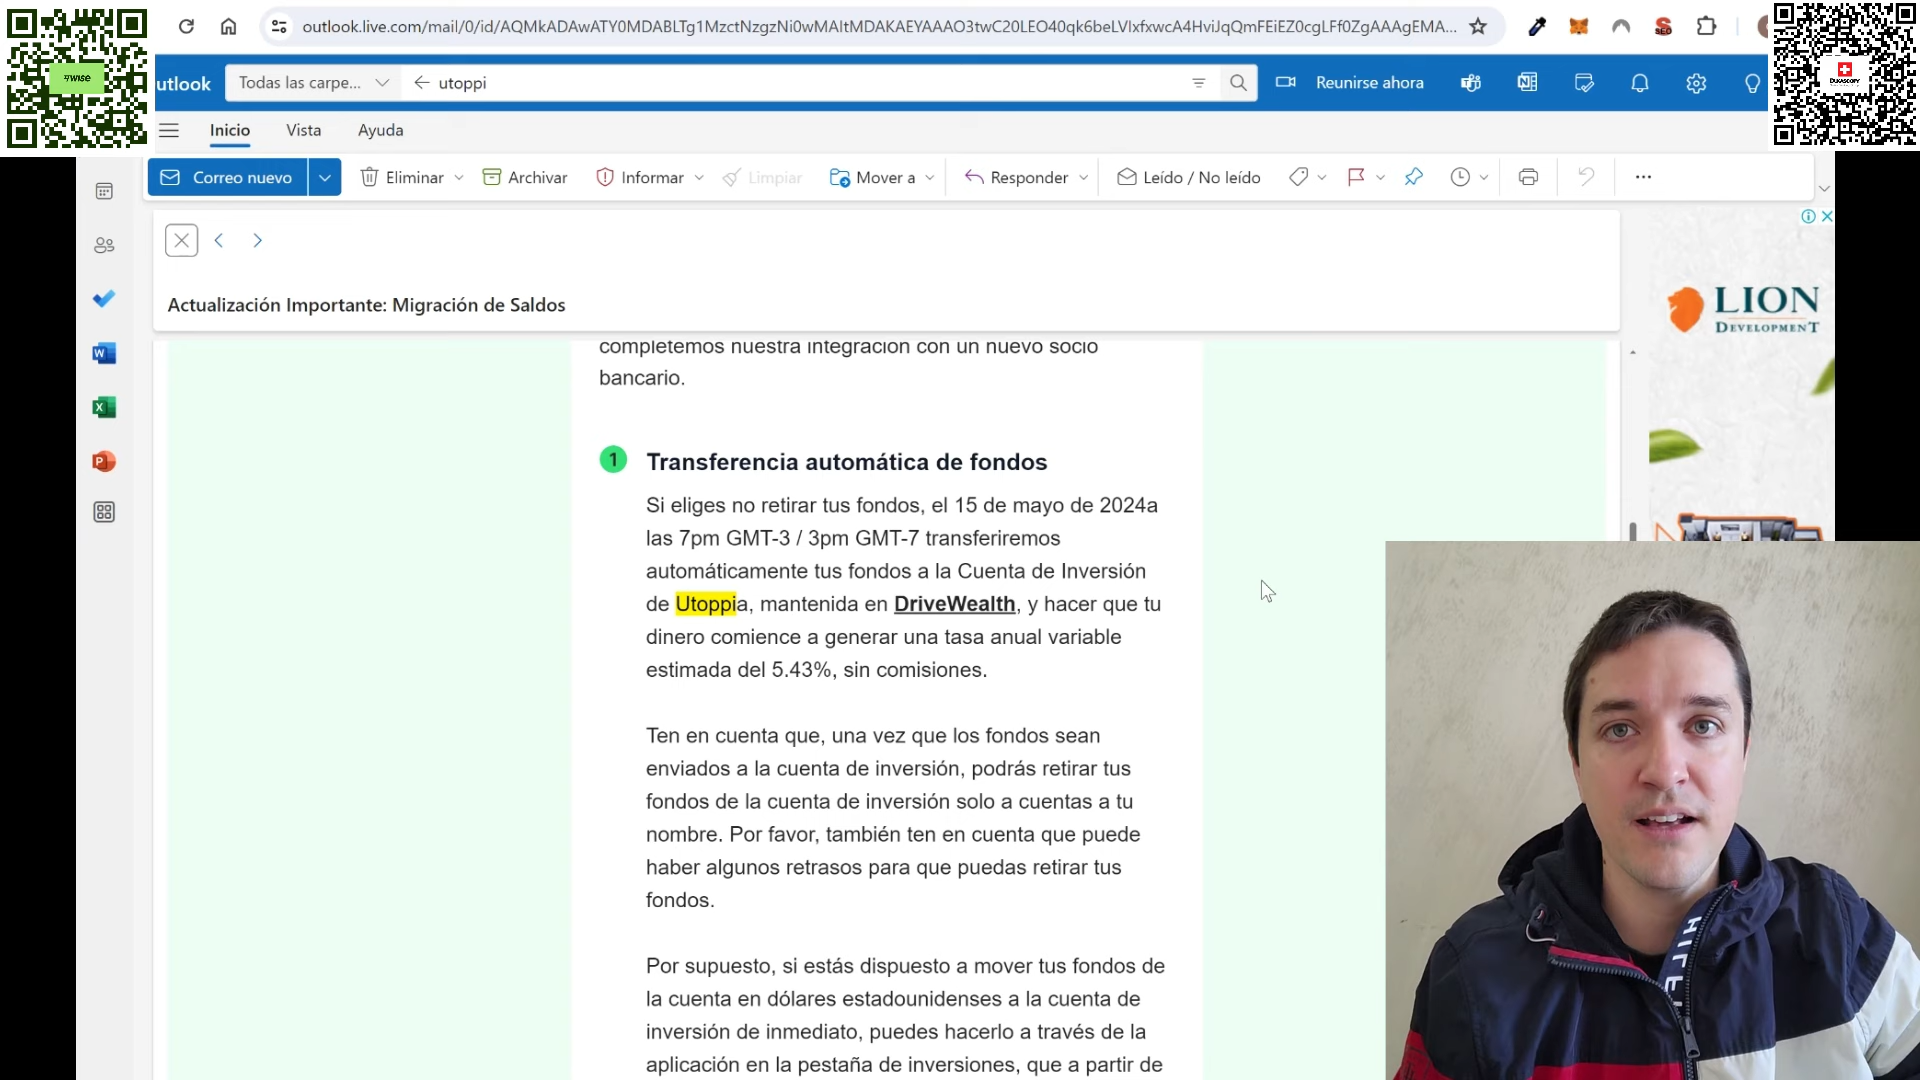 outlook.live.com/mail/0/id/AQMkADAwATY0MDABLTg1MzctNzgzNi0wMAItMDAKAEYAAAO3twC20LEO40qk6beLVIxfxwcA4HviJqQmFEiEZ0cgLFf0ZgAAAgEMA...
SEO
7WISE
DUKASCOPY
utlook
Todas las carpe...
utoppi
Reunirse ahora
Inicio
Vista
Ayuda
Correo nuevo
Eliminar
Archivar
Informar
Limpiar
Mover a
Responder
Leído / No leído
Actualización Importante: Migración de Saldos
LION
DEVELOPMENT
completemos nuestra integración con un nuevo socio
bancario.
1 Transferencia automática de fondos
Si eliges no retirar tus fondos, el 15 de mayo de 2024a
las 7pm GMT-3 / 3pm GMT-7 transferiremos
automáticamente tus fondos a la Cuenta de Inversión
de Utoppia, mantenida en DriveWealth, y hacer que tu
dinero comience a generar una tasa anual variable
estimada del 5.43%, sin comisiones.
Ten en cuenta que, una vez que los fondos sean
enviados a la cuenta de inversión, podrás retirar tus
fondos de la cuenta de inversión solo a cuentas a tu
nombre. Por favor, también ten en cuenta que puede
haber algunos retrasos para que puedas retirar tus
fondos.
Por supuesto, si estás dispuesto a mover tus fondos de
la cuenta en dólares estadounidenses a la cuenta de
inversión de inmediato, puedes hacerlo a través de la
aplicación en la pestaña de inversiones, que a partir de